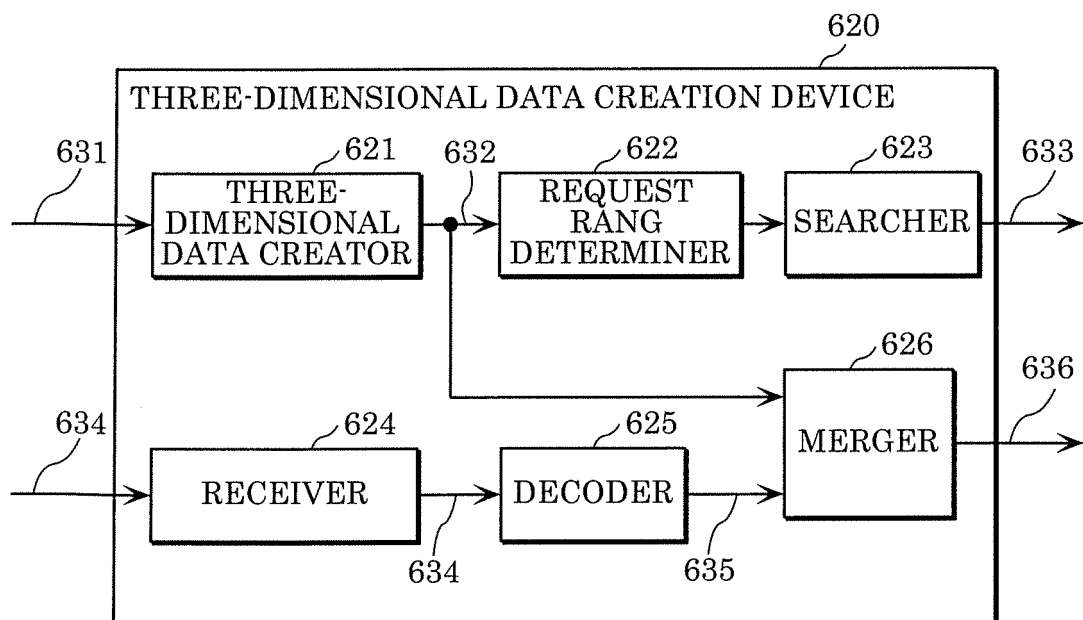 620
THREE-DIMENSIONAL DATA CREATION DEVICE
631
621
632
622
623
633
THREE-
DIMENSIONAL
DATA CREATOR
REQUEST
RANG
DETERMINER
SEARCHER
626
636
634
624
625
MERGER
RECEIVER
DECODER
634
635